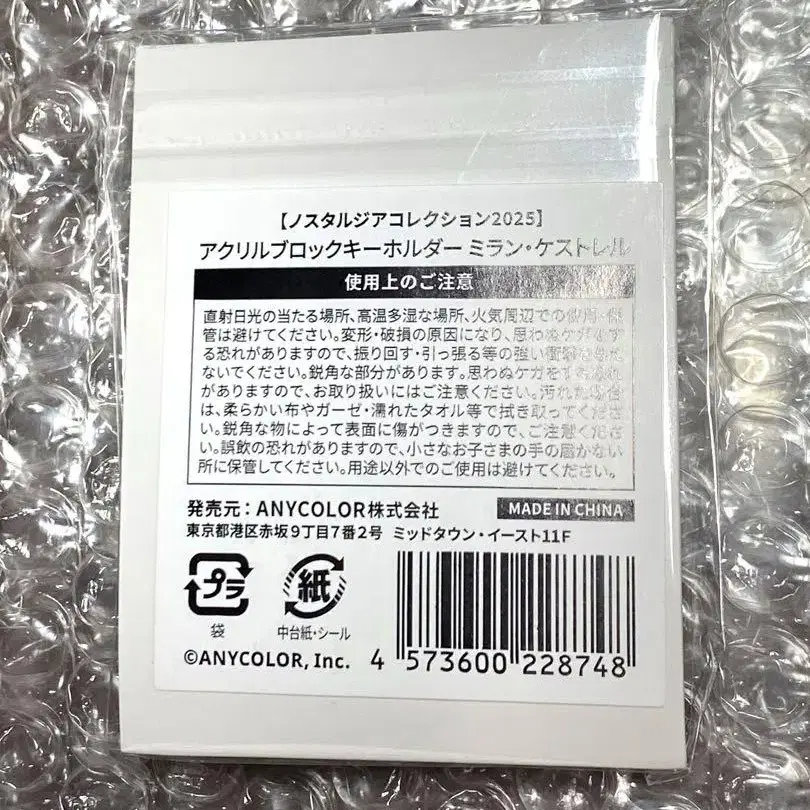 【ノスタルジアコレクション2025】
アクリルブロックキーホルダー ミラン・ケストレル
使用上のご注意
直射日光の当たる場所、高温多湿な場所、火気周辺での使用・保
管は避けてください。変形・破損の原因になり、思わぬケガをす
る恐れがありますので、振り回す・引っ張る等の強い衝撃を与え
ないでください。鋭角な部分があります。思わぬケガをする恐れ
がありますので、お取り扱いにはご注意ください。汚れた場合
は、柔らかい布やガーゼ・濡れたタオル等で拭き取ってくださ
い。鋭角な物によって表面に傷がつきますので、ご注意くださ
い。誤飲の恐れがありますので、小さなお子さまの手の届かない
所に保管してください。用途以外でのご使用は避けてください。
発売元：ANYCOLOR株式会社
MADE IN CHINA
東京都港区赤坂9丁目7番2号 ミッドタウン・イースト11F
プラ
袋
紙
中台紙・シール
©ANYCOLOR, Inc.
4 573600 228748